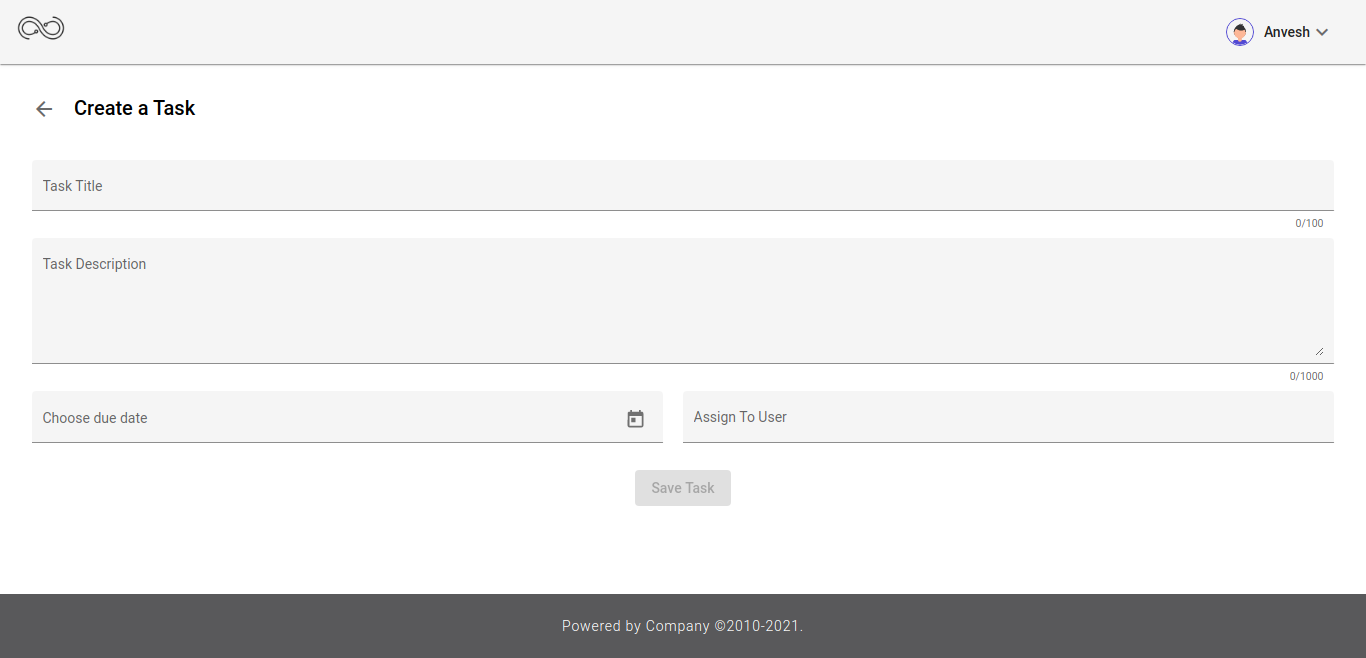 Anvesh
Create a Task
Task Title
0/100
Task Description
0/1000
Choose due date
Assign To User
Save Task
Powered by Company ©2010-2021.